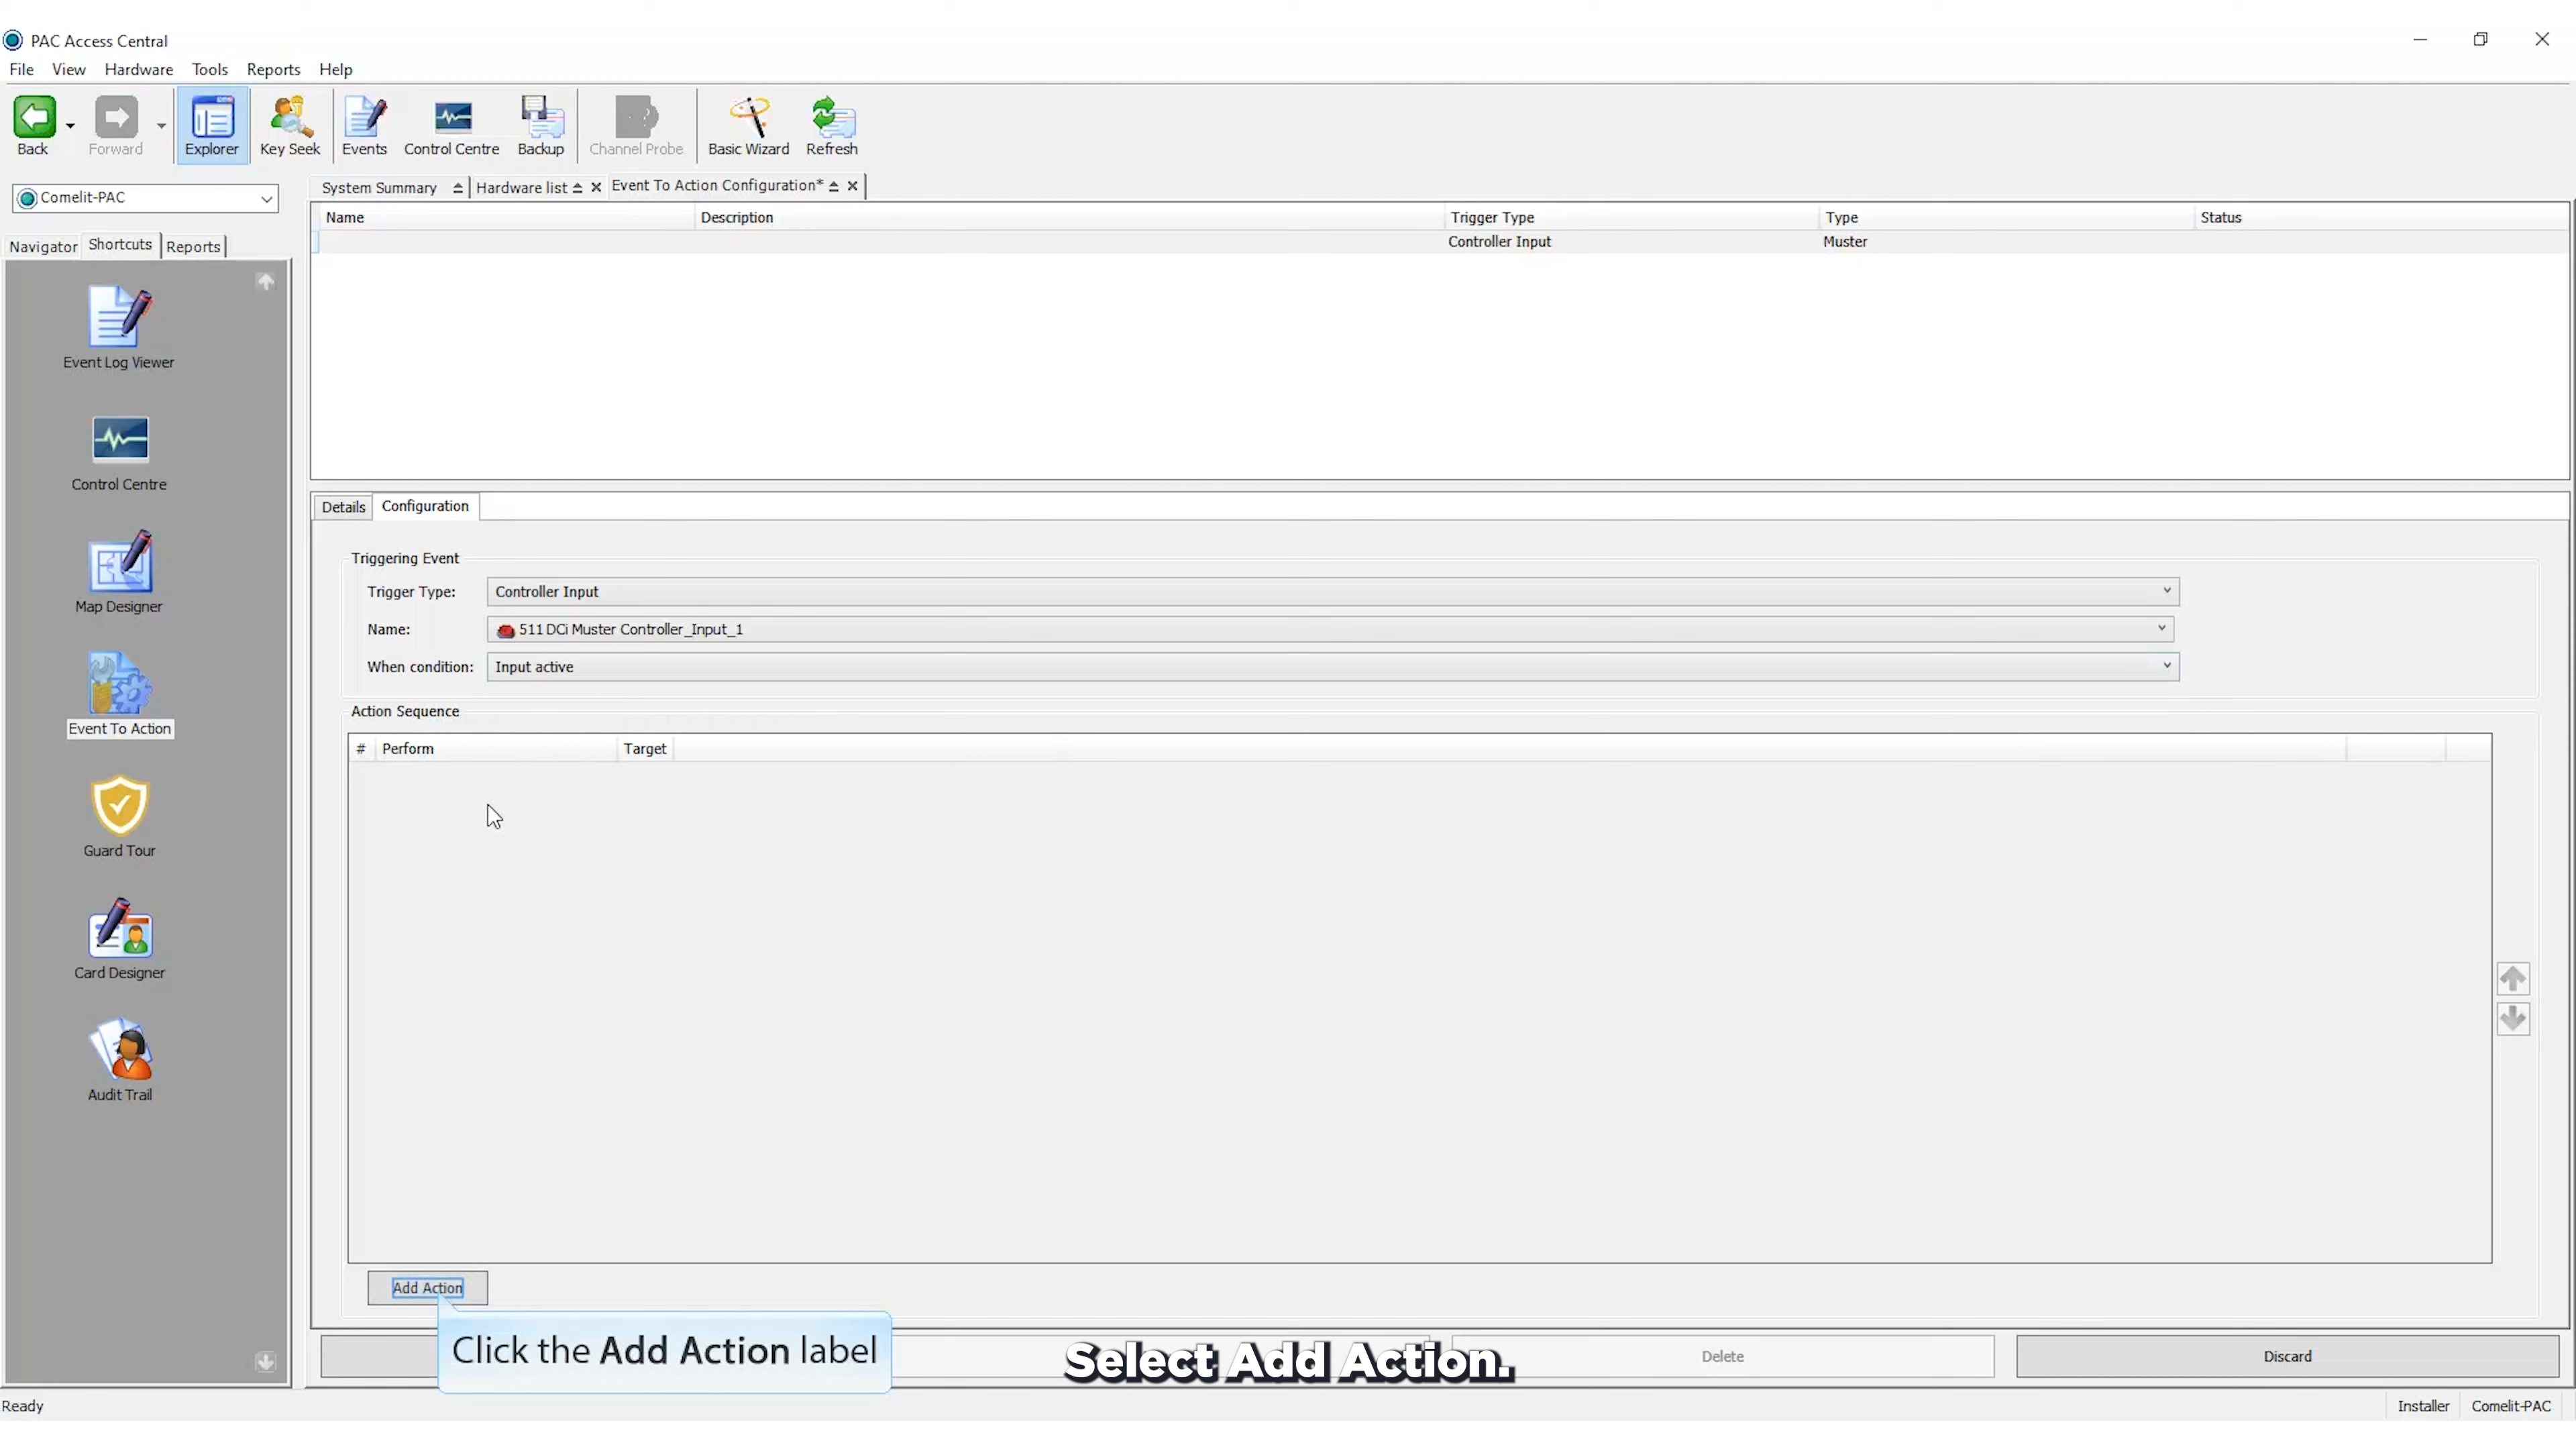 PAC Access Central
File View Hardware Tools Reports Help
Back Forward Explorer Key Seek Events Control Centre Backup Channel Probe Basic Wizard Refresh
Comelit-PAC
System Summary Hardware list Event To Action Configuration*
Navigator Shortcuts Reports
Name Description Trigger Type Type Status
Controller Input Muster
Event Log Viewer
Control Centre
Map Designer
Event To Action
Guard Tour
Card Designer
Audit Trail
Details Configuration
Triggering Event
Trigger Type: Controller Input
Name: 511 DCi Muster Controller_Input_1
When condition: Input active
Action Sequence
# Perform Target
Add Action
Click the Add Action label
Select Add Action.
Delete
Discard
Ready
Installer Comelit-PAC